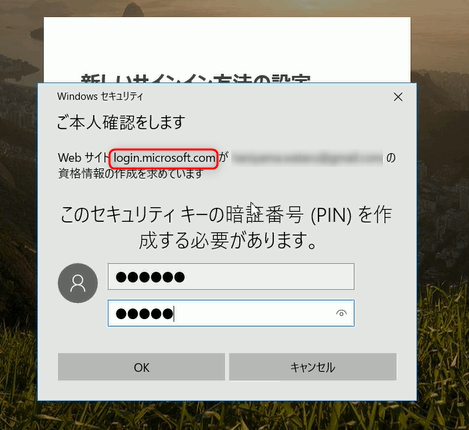 新しいサインイン方法の設定
Windows セキュリティ
ご本人確認をします
Web サイト login.microsoft.com が の
資格情報の作成を求めています
このセキュリティ キーの暗証番号 (PIN) を作
成する必要があります。
●●●●●●
●●●●●
OK
キャンセル